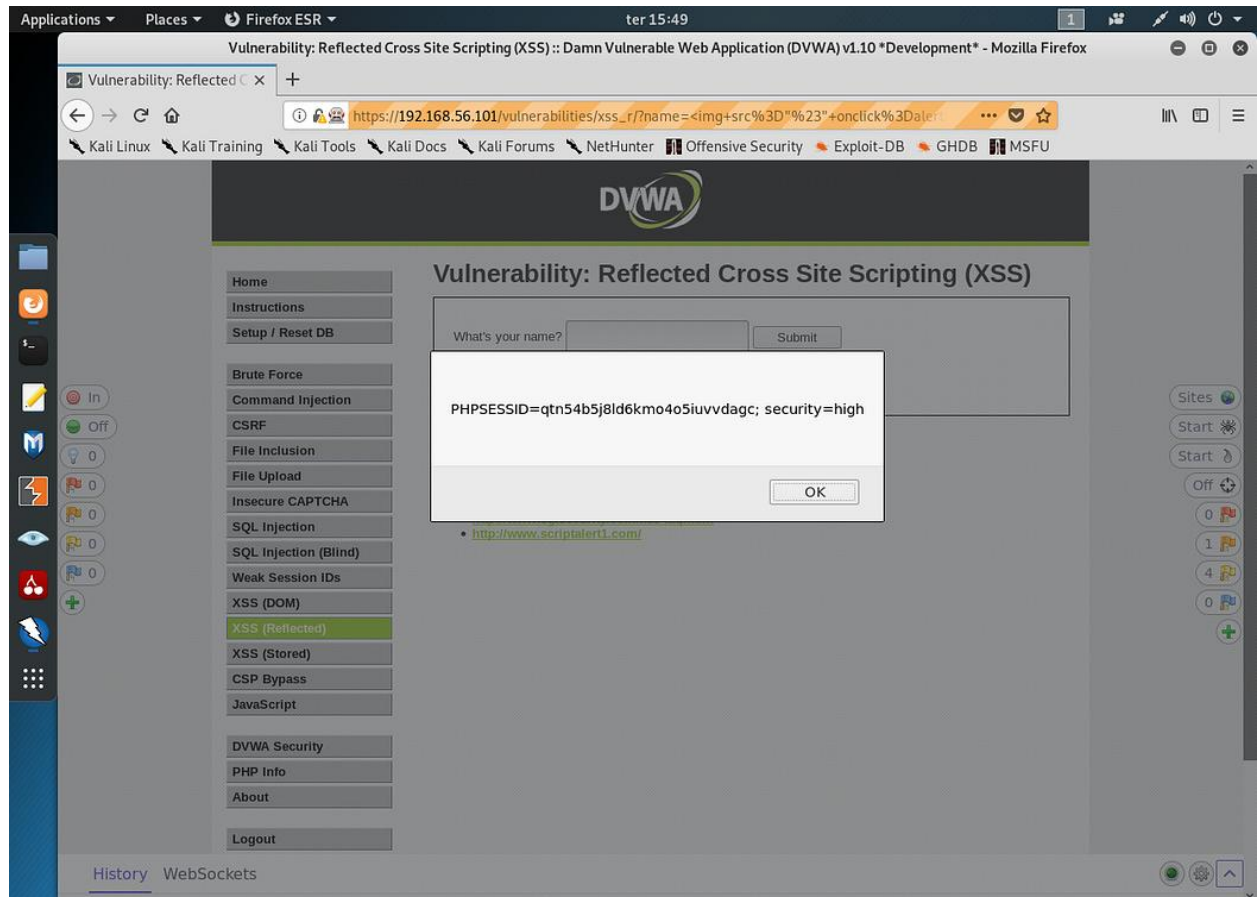 Applications Places Firefox ESR ter 15:49 1
Vulnerability: Reflected Cross Site Scripting (XSS) :: Damn Vulnerable Web Application (DVWA) v1.10 *Development* - Mozilla Firefox
Vulnerability: Reflected C
https://192.168.56.101/vulnerabilities/xss_r/?name=<img+src%3D"%23"+onclick%3Dalert
Kali Linux Kali Training Kali Tools Kali Docs Kali Forums NetHunter Offensive Security Exploit-DB GHDB MSFU
DVWA
Vulnerability: Reflected Cross Site Scripting (XSS)
What's your name? Submit
PHPSESSID=qtn54b5j8ld6kmo4o5iuvvdagc; security=high
OK
http://www.scriptalert1.com/
Home
Instructions
Setup / Reset DB
Brute Force
Command Injection
CSRF
File Inclusion
File Upload
Insecure CAPTCHA
SQL Injection
SQL Injection (Blind)
Weak Session IDs
XSS (DOM)
XSS (Reflected)
XSS (Stored)
CSP Bypass
JavaScript
DVWA Security
PHP Info
About
Logout
In
Off
0
0
0
0
0
Sites
Start
Start
Off
0
1
4
0
History WebSockets